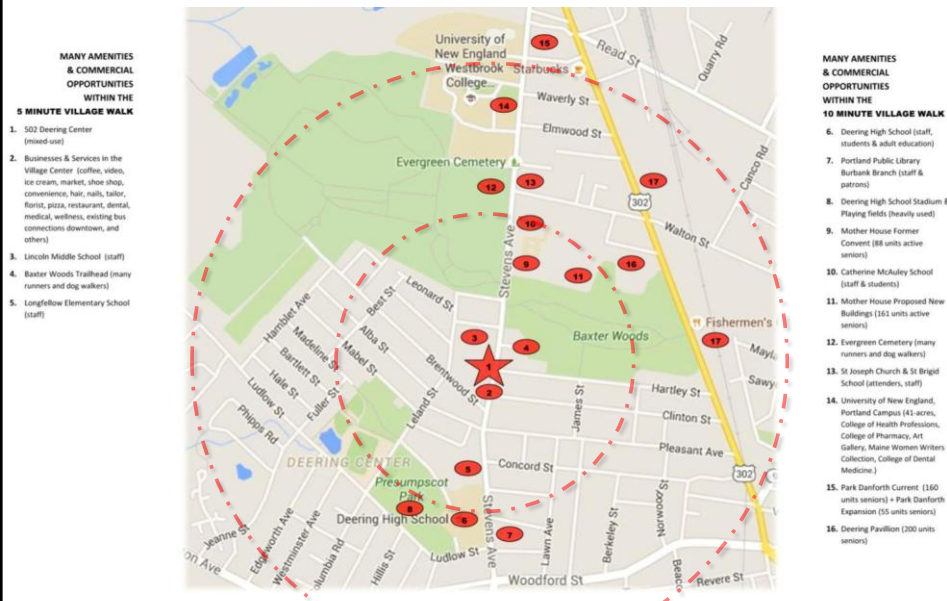 MANY AMENITIES
& COMMERCIAL
OPPORTUNITIES
WITHIN THE
5 MINUTE VILLAGE WALK
1. 502 Deering Center
(mixed-use)
2. Businesses & Services in the
Village Center (coffee, video,
ice cream, market, shoe shop,
convenience, hair, nails, tailor,
florist, pizza, restaurant, dental,
medical, wellness, existing bus
connections downtown, and
others)
3. Lincoln Middle School (staff)
4. Baxter Woods Trailhead (many
runners and dog walkers)
5. Longfellow Elementary School
(staff)
University of
New England
Westbrook
College...
Starbucks
15
Read St
Quarry Rd
14
Waverly St
Elmwood St
Evergreen Cemetery
Canco Rd
12
13
17
302
10
Walton St
Stevens Ave
9
11
16
Leonard St
Best St
Hamblet Ave
Alba St
Madeline St
Mabel St
Bartlett St
Hale St
Ludlow St
Fuller St
Phipps Rd
Brentwood St
Leland St
3
4
1
2
Baxter Woods
Fishermen's
17
Mayl
Sawy
James St
Hartley St
Clinton St
Pleasant Ave
DEERING CENTER
5
Concord St
302
Presumpscot
Park
8
Deering High School
6
Stevens Ave
7
Norwood St
Jeanne St
Edgeworth Ave
Westminster Ave
olumbia Rd
Hillis St
Ludlow St
Lawn Ave
Berkeley St
Beaco
Revere St
on Ave
Woodford St
MANY AMENITIES
& COMMERCIAL
OPPORTUNITIES
WITHIN THE
10 MINUTE VILLAGE WALK
6. Deering High School (staff,
students & adult education)
7. Portland Public Library
Burbank Branch (staff &
patrons)
8. Deering High School Stadium &
Playing fields (heavily used)
9. Mother House Former
Convent (88 units active
seniors)
10. Catherine McAuley School
(staff & students)
11. Mother House Proposed New
Buildings (161 units active
seniors)
12. Evergreen Cemetery (many
runners and dog walkers)
13. St Joseph Church & St Brigid
School (attenders, staff)
14. University of New England,
Portland Campus (41-acres,
College of Health Professions,
College of Pharmacy, Art
Gallery, Maine Women Writers
Collection, College of Dental
Medicine.)
15. Park Danforth Current (160
units seniors) + Park Danforth
Expansion (55 units seniors)
16. Deering Pavillion (200 units
seniors)